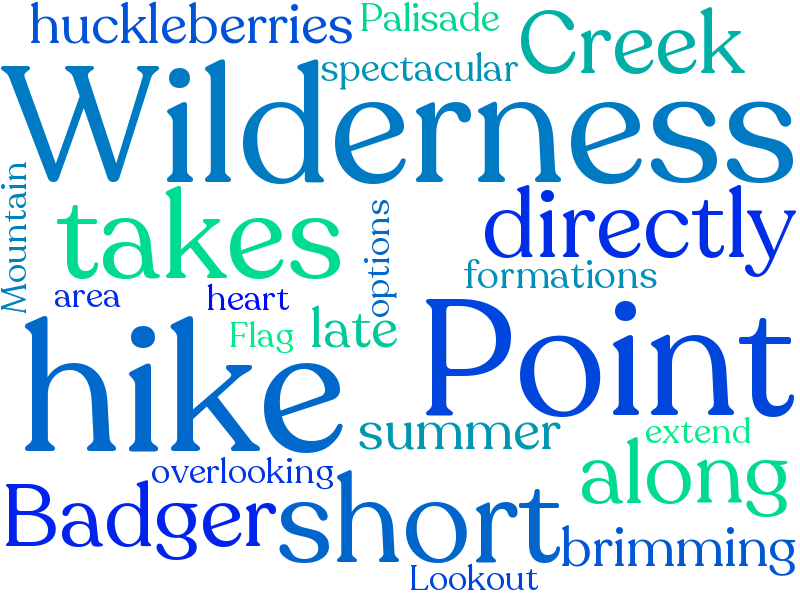 huckleberries Palisade Creek
spectacular
Wilderness
Mountain
takes
options
directly
formations
area
heart
Flag
late
hike
Point
summer
extend
overlooking
along
Badger
short
brimming
Lookout